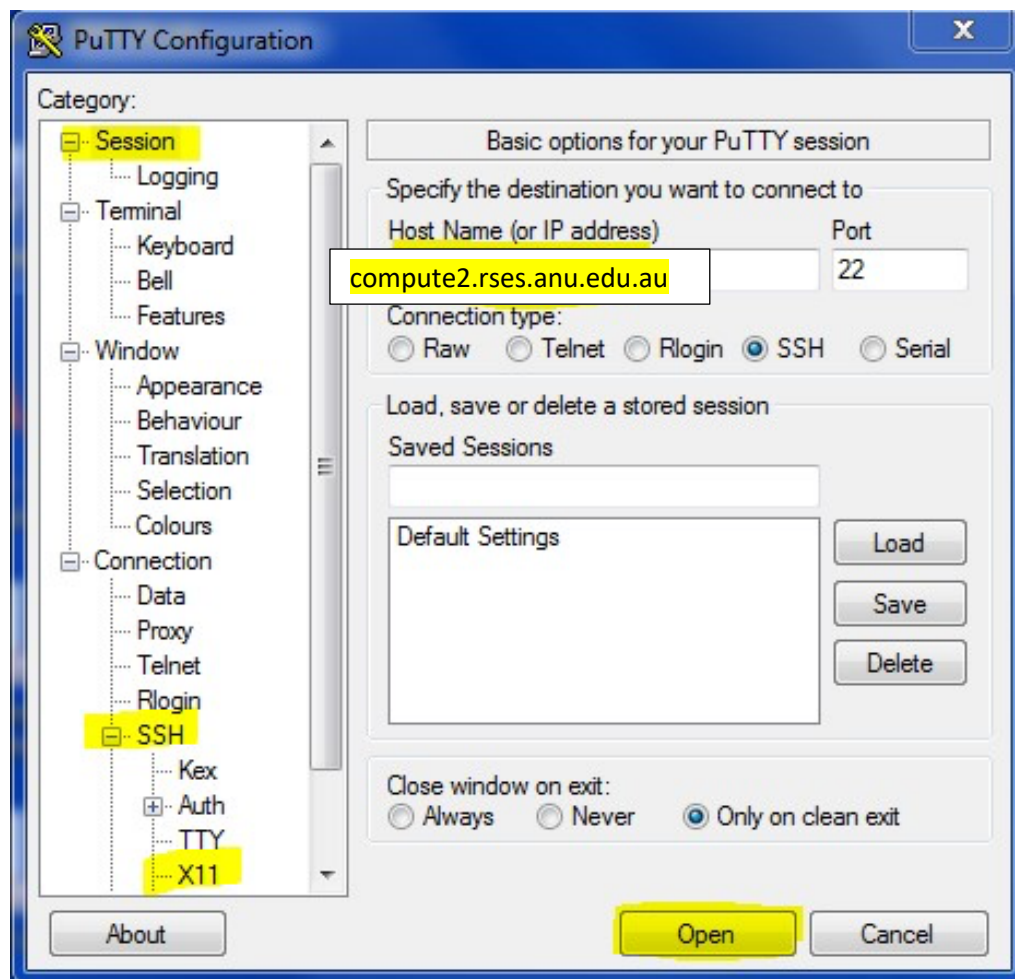 PuTTY Configuration
x
Category:
Session
Logging
Terminal
Keyboard
Bell
Features
Window
Appearance
Behaviour
Translation
Selection
Colours
Connection
Data
Proxy
Telnet
Rlogin
SSH
Kex
Auth
TTY
X11
Basic options for your PuTTY session
Specify the destination you want to connect to
Host Name (or IP address) Port
compute2.rses.anu.edu.au 22
Connection type:
Raw Telnet Rlogin SSH Serial
Load, save or delete a stored session
Saved Sessions
Default Settings
Load
Save
Delete
Close window on exit:
Always Never Only on clean exit
About Open Cancel